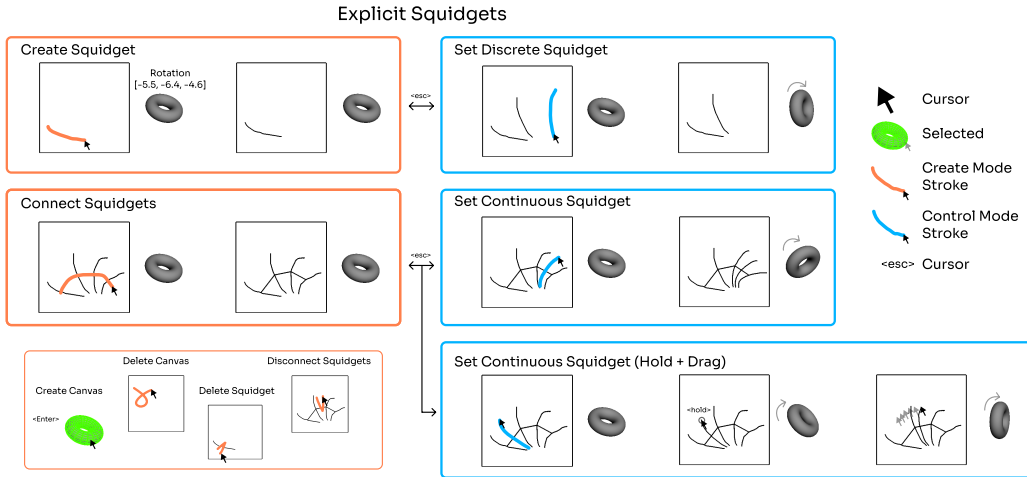 Explicit Squidgets
Create Squidget
Rotation
[-5.5, -6.4, -4.6]
<esc>
Set Discrete Squidget
Connect Squidgets
<esc>
Set Continuous Squidget
Create Canvas
<Enter>
Delete Canvas
Delete Squidget
Disconnect Squidgets
Set Continuous Squidget (Hold + Drag)
<hold>
Cursor
Selected
Create Mode
Stroke
Control Mode
Stroke
<esc> Cursor